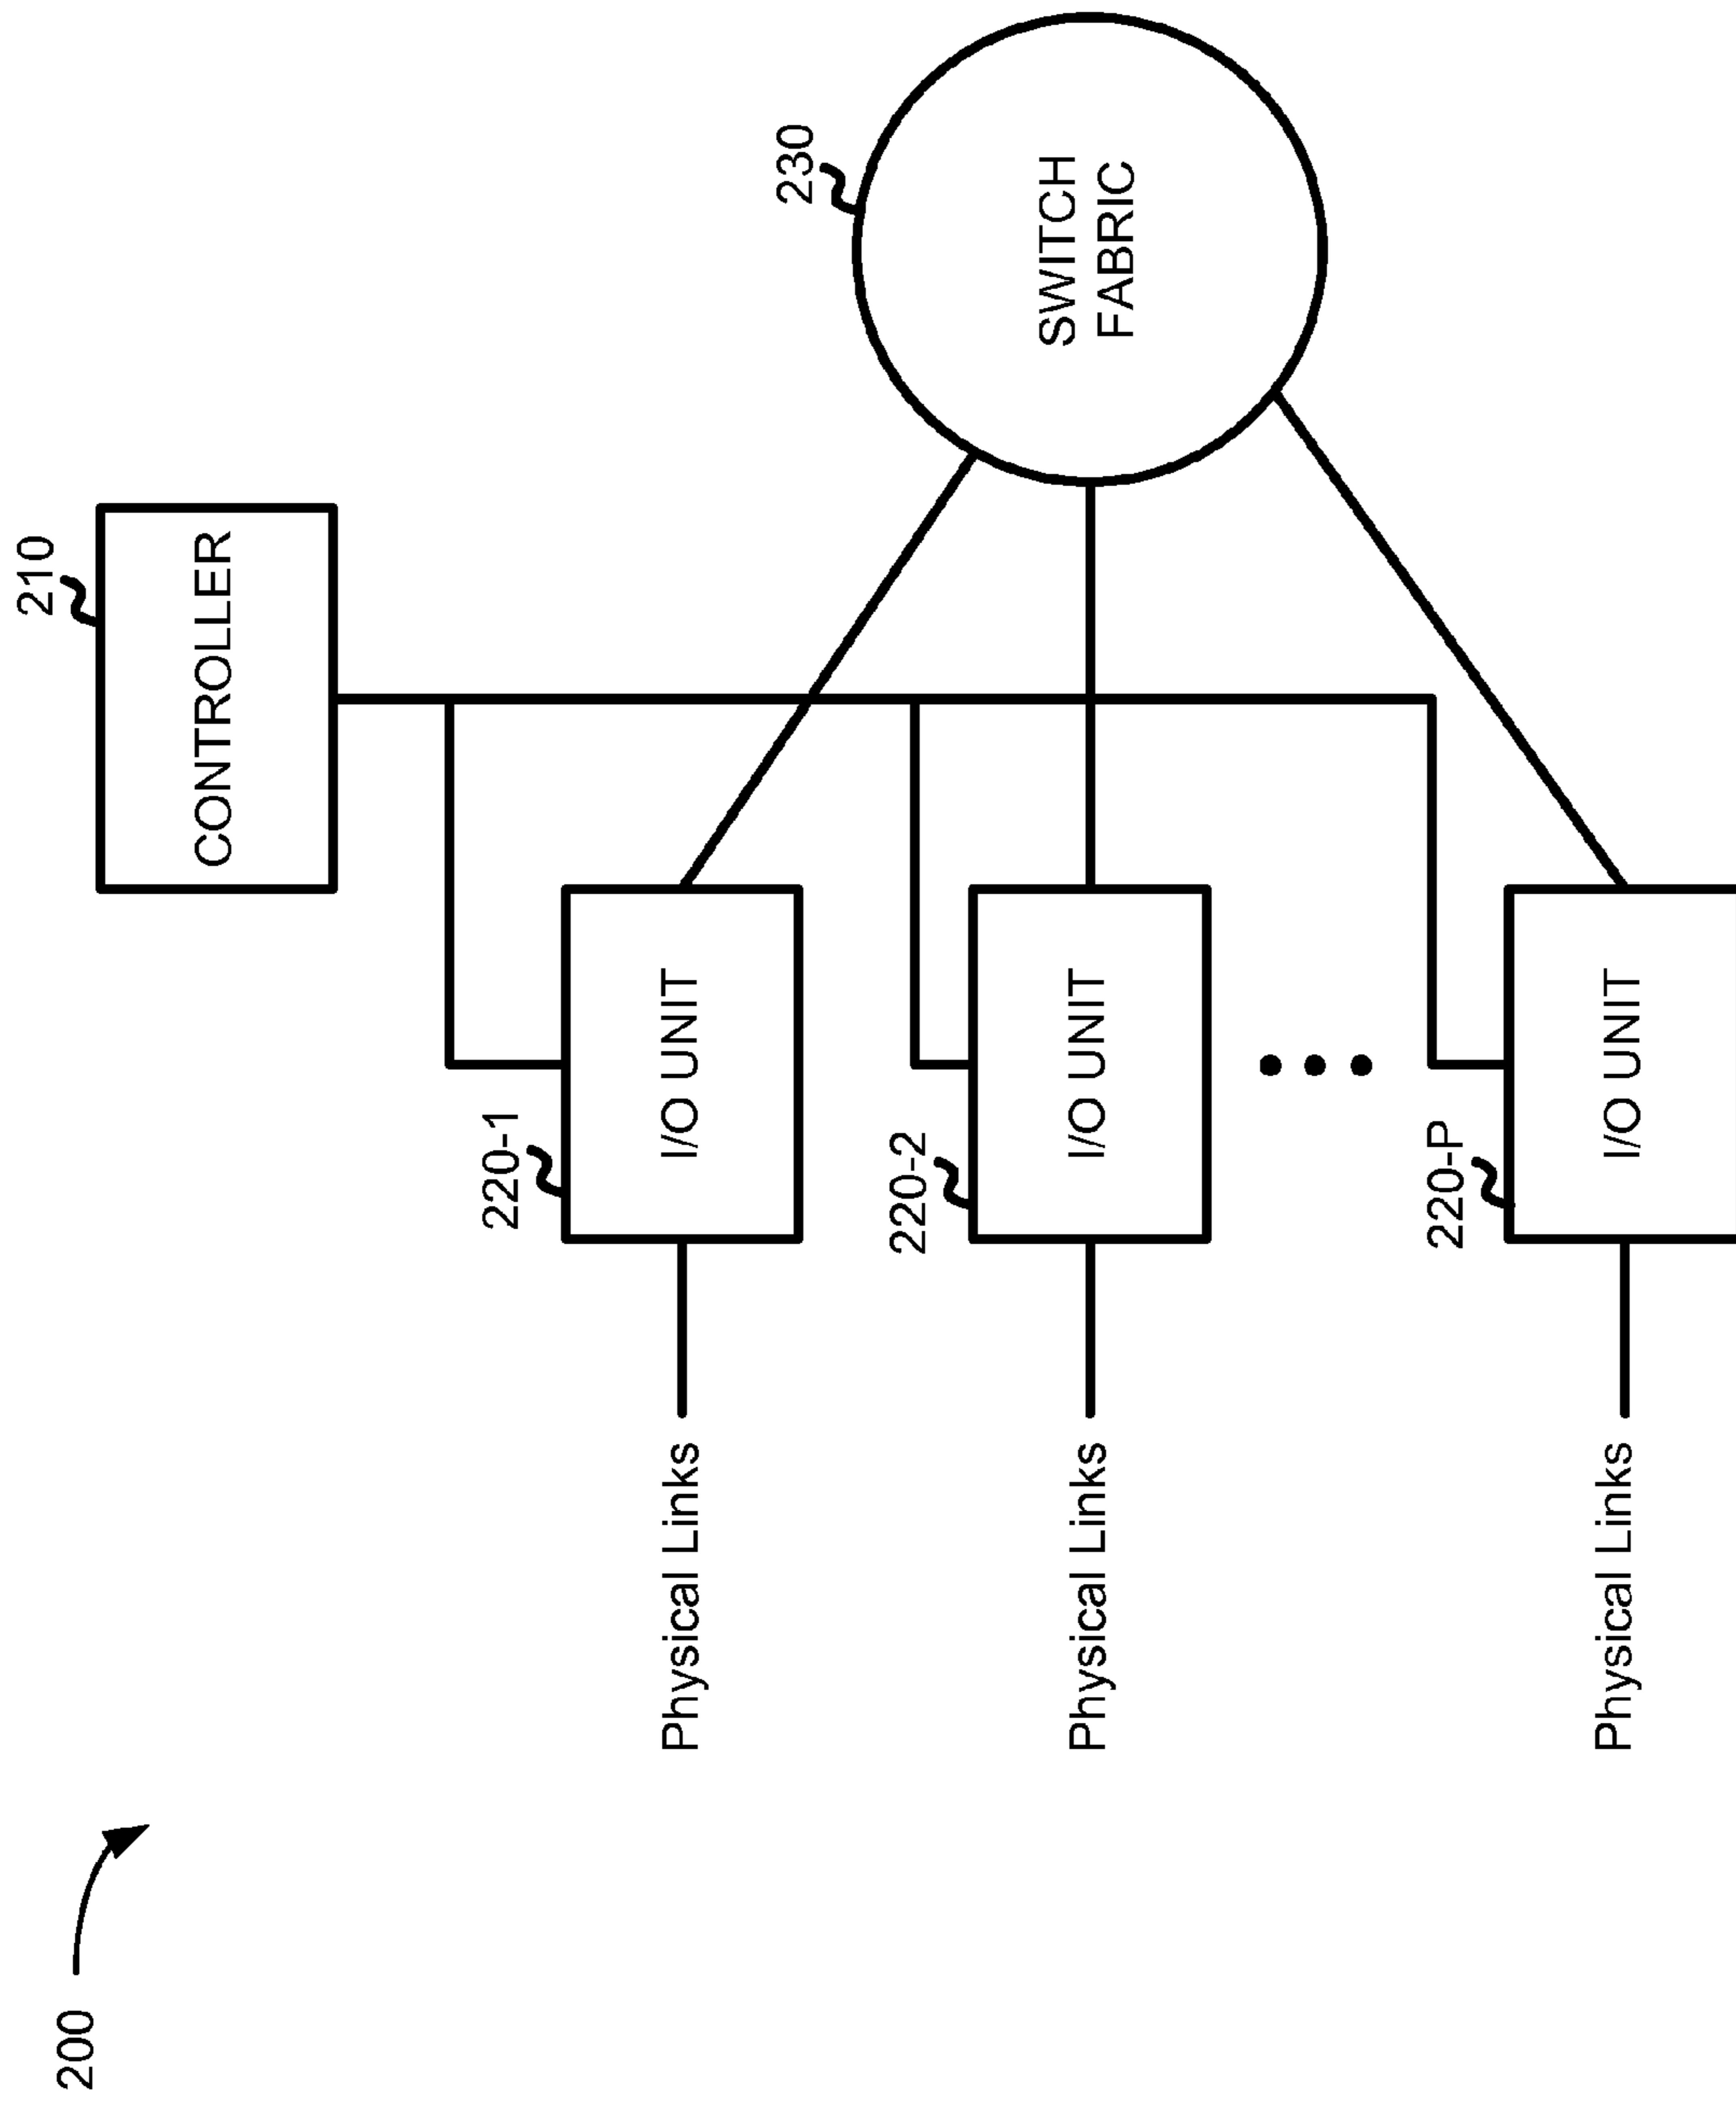 200
210
CONTROLLER
220-1
I/O UNIT
Physical Links
220-2
I/O UNIT
Physical Links
220-P
I/O UNIT
Physical Links
230
SWITCH
FABRIC